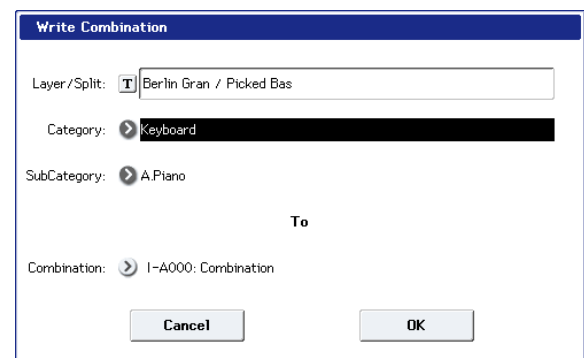 Write Combination
Layer/Split: T Berlin Gran / Picked Bas
Category: Keyboard
SubCategory: A.Piano
To
Combination: I-A000: Combination
Cancel OK